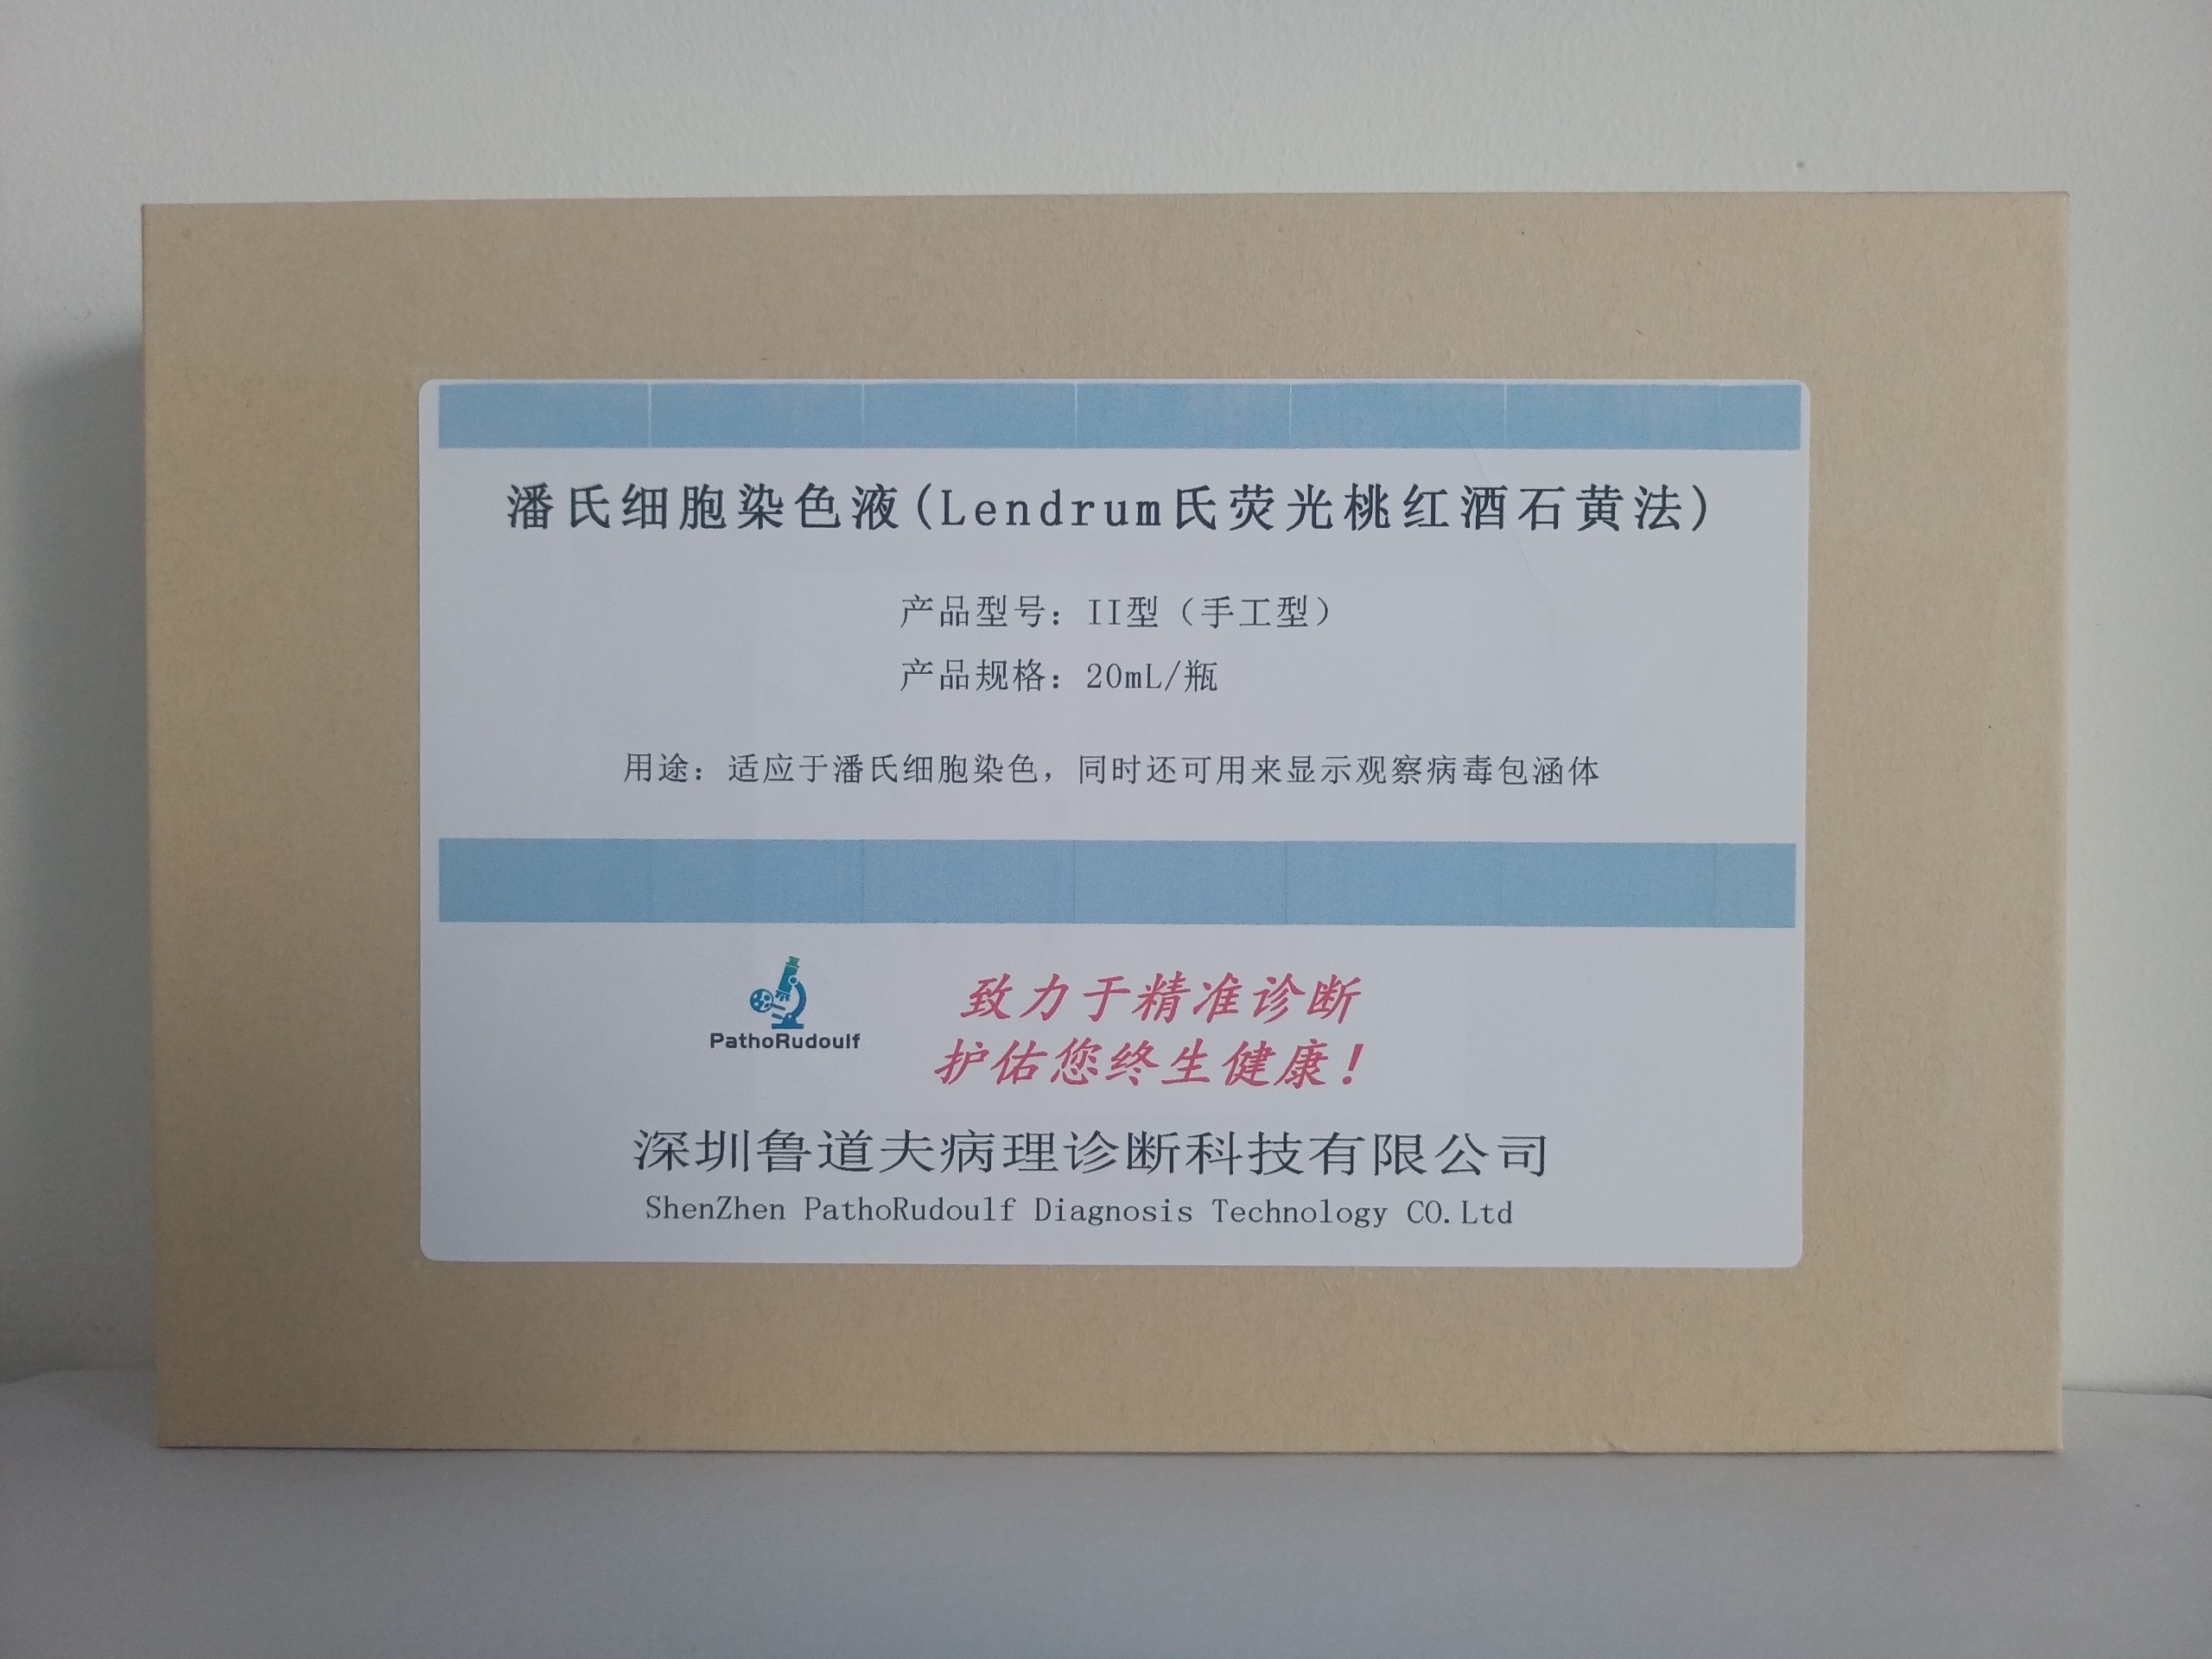 潘氏细胞染色液(Lendrum氏荧光桃红酒石黄法)
产品型号：II型（手工型）
产品规格：20mL/瓶
用途：适应于潘氏细胞染色，同时还可用来显示观察病毒包涵体
PathoRudoulf
致力于精准诊断
护佑您终生健康！
深圳鲁道夫病理诊断科技有限公司
ShenZhen PathoRudoulf Diagnosis Technology CO.Ltd